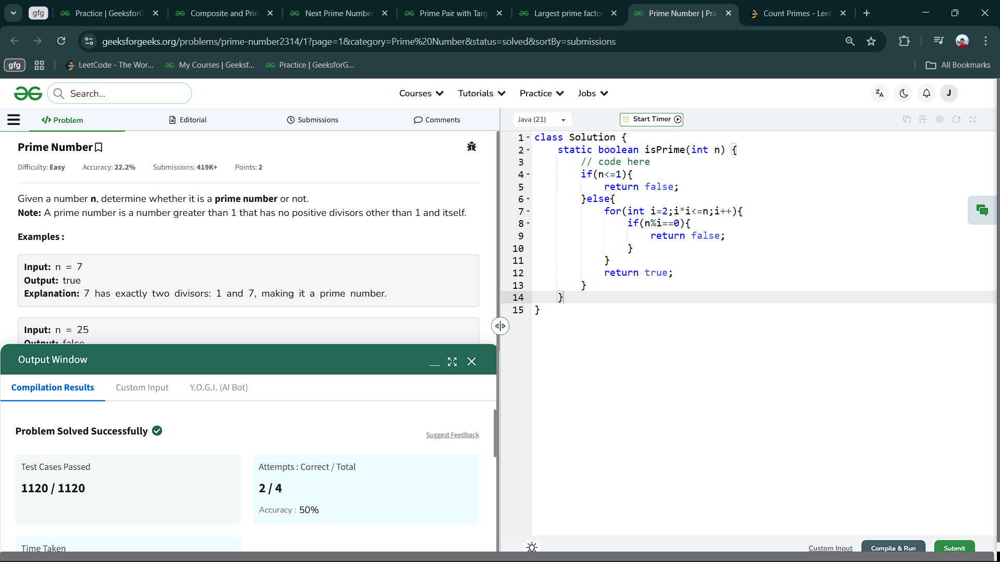 gfg
Practice | GeeksforG
Composite and Prim
Next Prime Number
Prime Pair with Targ
Largest prime factor
Prime Number | Pra
Count Primes - Leet
geeksforgeeks.org/problems/prime-number2314/1?page=1&category=Prime%20Number&status=solved&sortBy=submissions
gfg
LeetCode - The Wor...
My Courses | Geeksf...
Practice | GeeksforG...
All Bookmarks
Search...
Courses
Tutorials
Practice
Jobs
J
</> Problem
Editorial
Submissions
Comments
Java (21)
Start Timer
Prime Number
Difficulty: Easy Accuracy: 22.2% Submissions: 419K+ Points: 2
Given a number n, determine whether it is a prime number or not.
Note: A prime number is a number greater than 1 that has no positive divisors other than 1 and itself.
Examples :
Input: n = 7
Output: true
Explanation: 7 has exactly two divisors: 1 and 7, making it a prime number.
Input: n = 25
Output: false
Output Window
Compilation Results
Custom Input
Y.O.G.I. (AI Bot)
Problem Solved Successfully
Suggest Feedback
Test Cases Passed
1120 / 1120
Attempts : Correct / Total
2 / 4
Accuracy : 50%
Time Taken
1 class Solution {
2 static boolean isPrime(int n) {
3 // code here
4 if(n<=1){
5 return false;
6 }else{
7 for(int i=2;i*i<=n;i++){
8 if(n%i==0){
9 return false;
10 }
11 }
12 return true;
13 }
14 }
15 }
Custom Input
Compile & Run
Submit